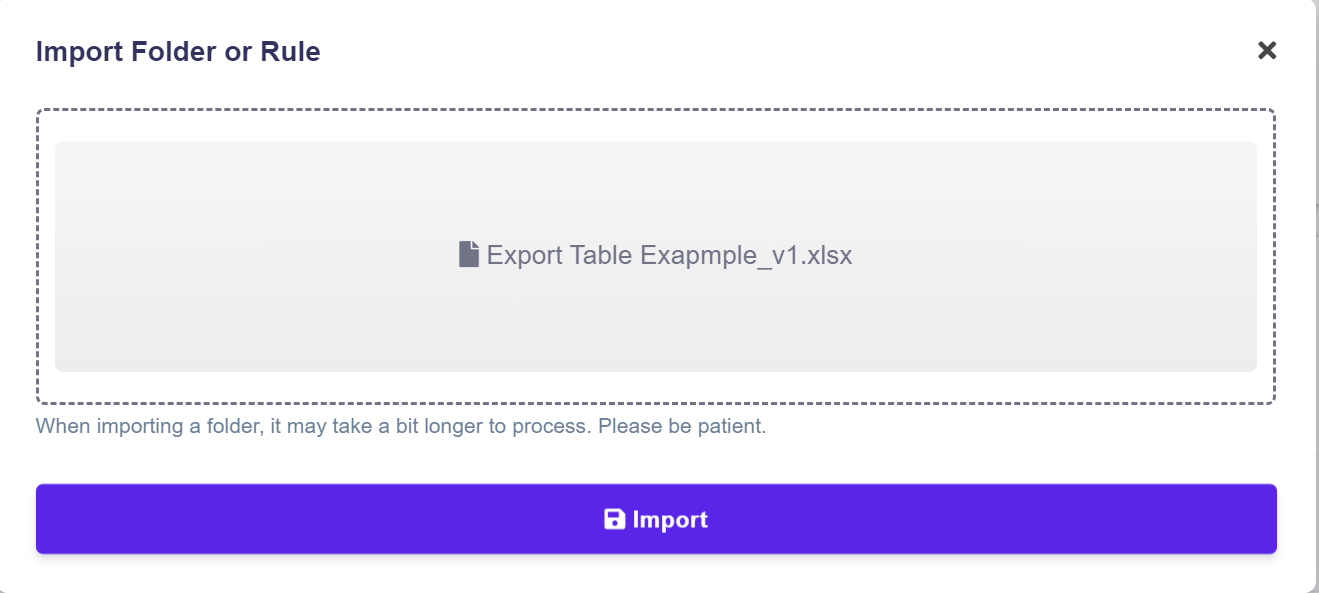 Import Folder or Rule
Export Table Exapmple_v1.xlsx
When importing a folder, it may take a bit longer to process. Please be patient.
Import